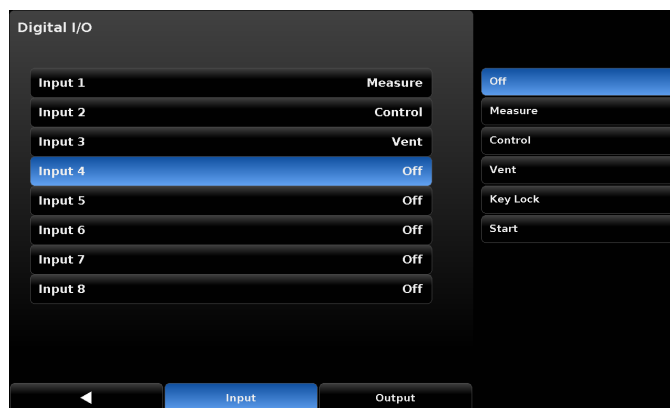 Digital I/O
Input 1 Measure
Input 2 Control
Input 3 Vent
Input 4 Off
Input 5 Off
Input 6 Off
Input 7 Off
Input 8 Off
Off
Measure
Control
Vent
Key Lock
Start
◀ Input Output